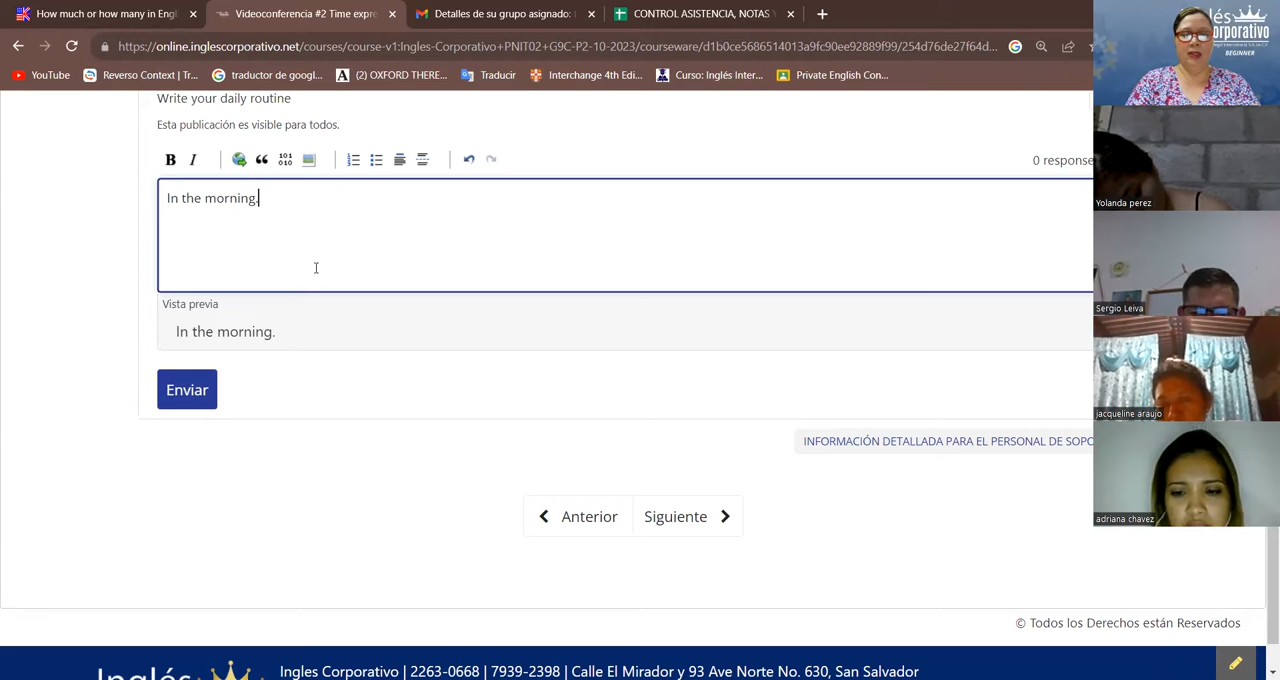 How much or how many in Engl
Videoconferencia #2 Time expre
Detalles de su grupo asignado:
CONTROL ASISTENCIA, NOTAS
https://online.inglescorporativo.net/courses/course-v1:Ingles-Corporativo+PNIT02+G9C-P2-10-2023/courseware/d1b0ce5686514013a9fc90ee92889f99/254d76de27f64d...
YouTube
Reverso Context | Tr...
traductor de googl...
(2) OXFORD THERE...
Traducir
Interchange 4th Edi...
Curso: Inglés Inter...
Private English Con...
BEGINNER
Write your daily routine
Esta publicación es visible para todos.
B I
101
010
0 response
In the morning.
Vista previa
In the morning.
Enviar
INFORMACIÓN DETALLADA PARA EL PERSONAL DE SOPO
Anterior
Siguiente
Yolanda perez
Sergio Leiva
jacqueline araujo
adriana chavez
© Todos los Derechos están Reservados
Inglés
Ingles Corporativo | 2263-0668 | 7939-2398 | Calle El Mirador y 93 Ave Norte No. 630, San Salvador